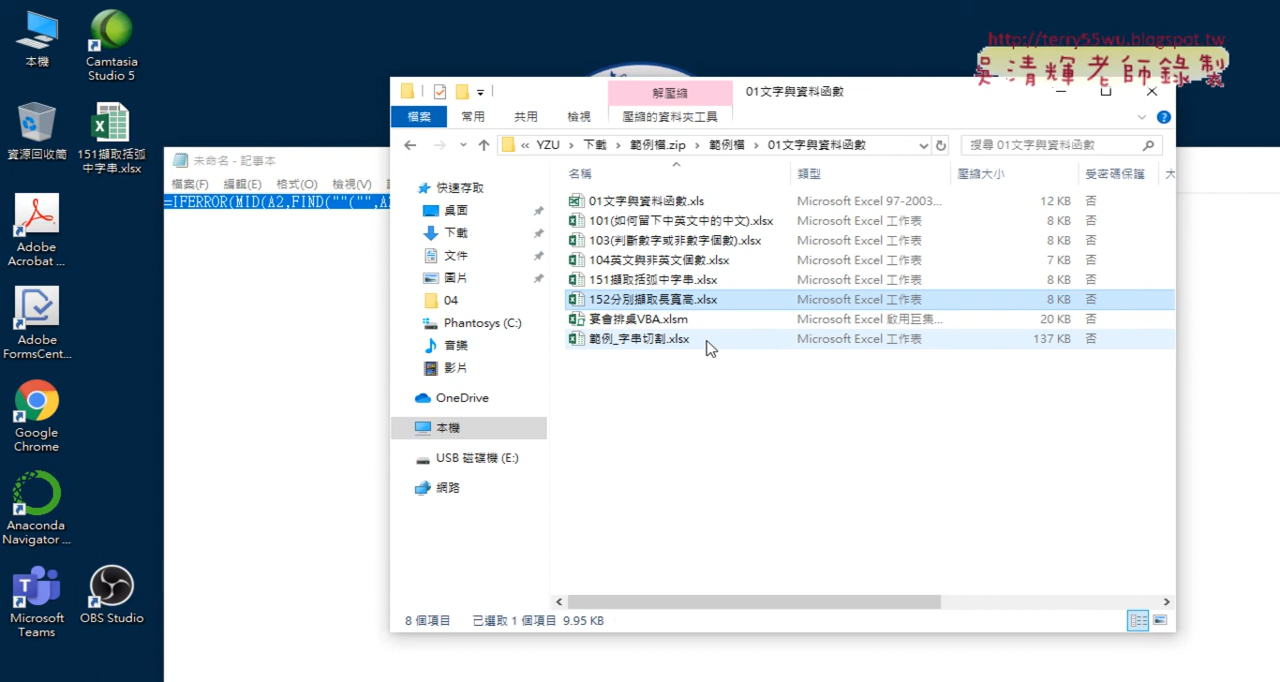 本機
Camtasia
Studio 5
資源回收筒
151擷取括弧
中字串.xlsx
Adobe
Acrobat ...
Adobe
FormsCent...
Google
Chrome
Anaconda
Navigator ...
Microsoft
Teams
OBS Studio
http://terry55wu.blogspot.tw
吳清輝老師錄製
未命名 - 記事本
檔案(F) 編輯(E) 格式(O) 檢視(V)
=IFERROR(MID(A2,FIND(""("",A
解壓縮
01文字與資料函數
檔案 常用 共用 檢視 壓縮的資料夾工具
« YZU › 下載 › 範例檔.zip › 範例檔 › 01文字與資料函數
搜尋 01文字與資料函數
名稱 類型 壓縮大小 受密碼保護 大
快速存取
桌面
下載
文件
圖片
04
Phantosys (C:)
音樂
影片
OneDrive
本機
USB 磁碟機 (E:)
網路
01文字與資料函數.xls Microsoft Excel 97-2003... 12 KB 否
101(如何留下中英文中的中文).xlsx Microsoft Excel 工作表 8 KB 否
103(判斷數字或非數字個數).xlsx Microsoft Excel 工作表 8 KB 否
104英文與非英文個數.xlsx Microsoft Excel 工作表 7 KB 否
151擷取括弧中字串.xlsx Microsoft Excel 工作表 8 KB 否
152分別擷取長寬高.xlsx Microsoft Excel 工作表 8 KB 否
宴會排桌VBA.xlsm Microsoft Excel 啟用巨集... 20 KB 否
範例_字串切割.xlsx Microsoft Excel 工作表 137 KB 否
8 個項目 已選取 1 個項目 9.95 KB